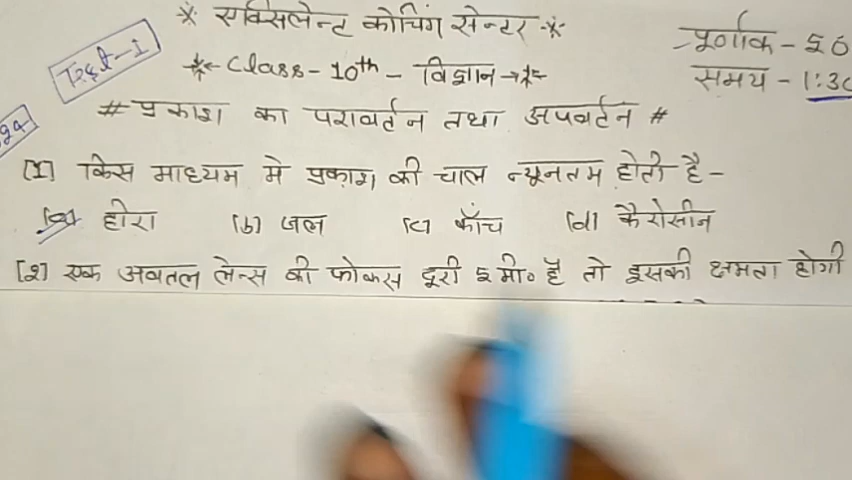 * एक्सिलेन्ट कोचिंग सेन्टर *
Test-1
पूर्णांक - 50
* Class - 10th - विज्ञान *
समय - 1:30
# प्रकाश का परावर्तन तथा अपवर्तन #
[1] किस माध्यम मे प्रकाश की चाल न्यूनतम होती है -
(a) हीरा (b) जल (c) काँच (d) कैरोसीन
[2] एक अवतल लेन्स की फोकस दूरी 5 मी० है तो इसकी क्षमता होगी